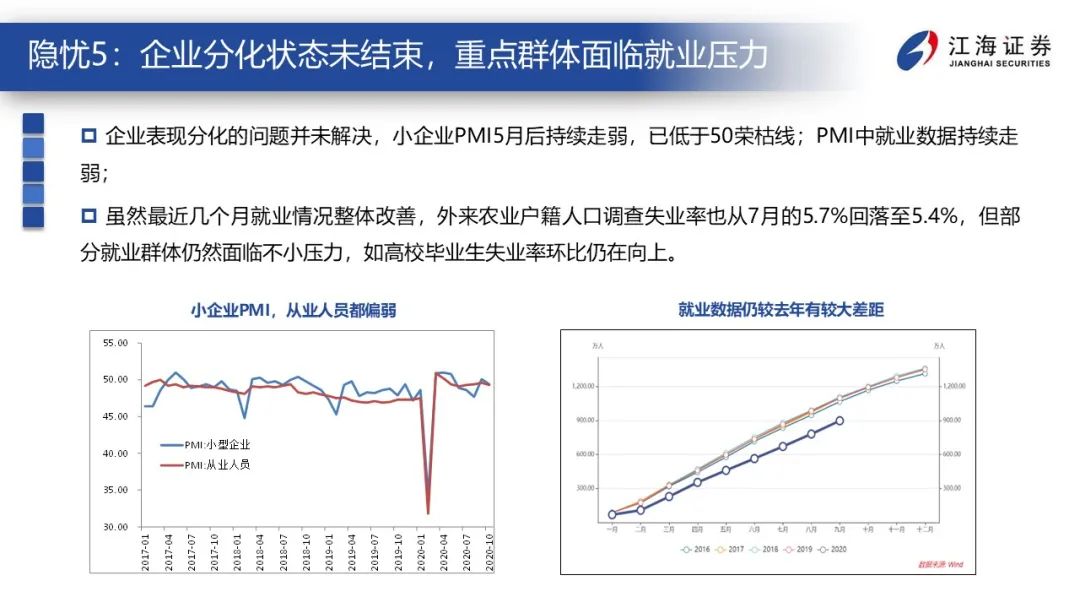 隐忧5：企业分化状态未结束，重点群体面临就业压力
江海证券
JIANGHAI SECURITIES
企业表现分化的问题并未解决，小企业PMI5月后持续走弱，已低于50荣枯线；PMI中就业数据持续走
弱；
虽然最近几个月就业情况整体改善，外来农业户籍人口调查失业率也从7月的5.7%回落至5.4%，但部
分就业群体仍然面临不小压力，如高校毕业生失业率环比仍在向上。
小企业PMI，从业人员都偏弱
55.00
50.00
45.00
40.00
35.00
30.00
PMI:小型企业
PMI:从业人员
2017-01 2017-04 2017-07 2017-10 2018-01 2018-04 2018-07 2018-10 2019-01 2019-04 2019-07 2019-10 2020-01 2020-04 2020-07 2020-10
就业数据仍较去年有较大差距
万人 万人
1,200.00 1,200.00
900.00 900.00
600.00 600.00
300.00 300.00
一月 二月 三月 四月 五月 六月 七月 八月 九月 十月 十一月 十二月
2016 2017 2018 2019 2020
数据来源: Wind